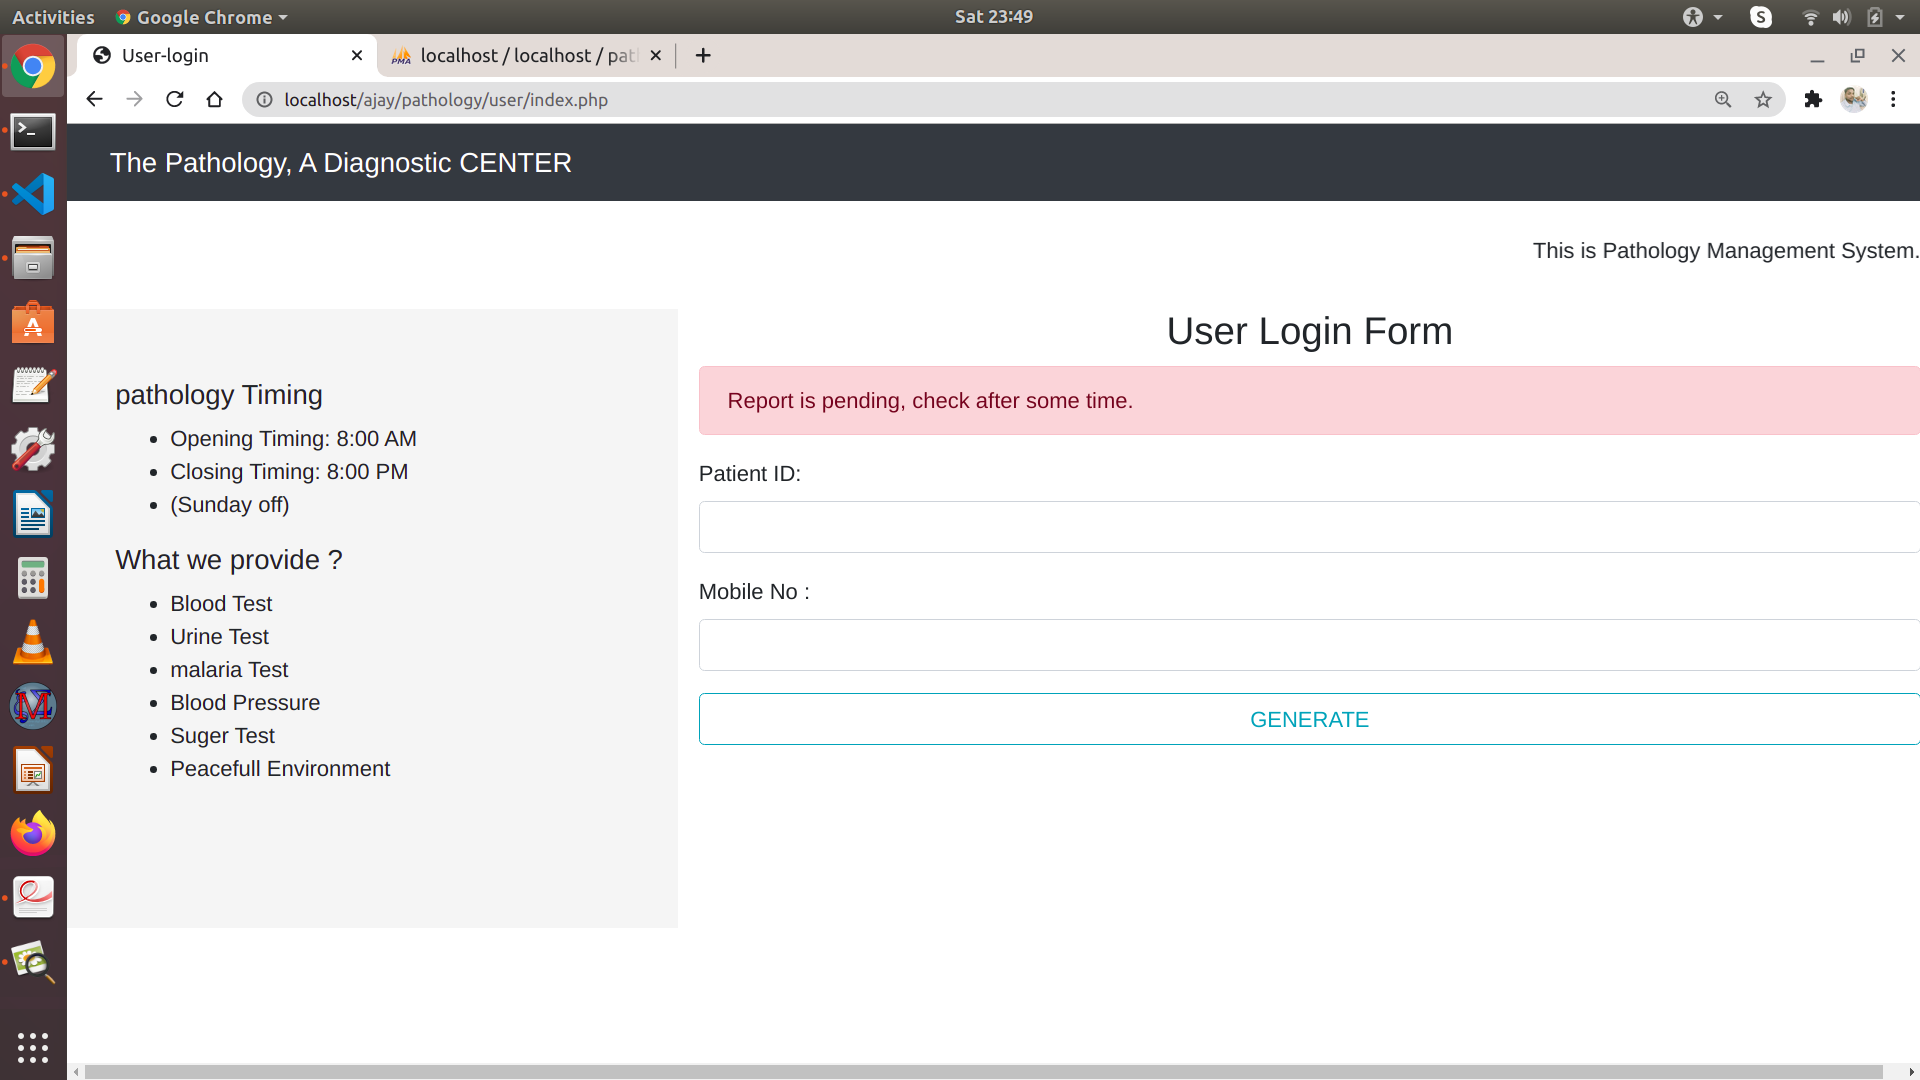 Activities Google Chrome Sat 23:49
User-login localhost / localhost / pat
localhost/ajay/pathology/user/index.php
The Pathology, A Diagnostic CENTER
This is Pathology Management System.
pathology Timing
Opening Timing: 8:00 AM
Closing Timing: 8:00 PM
(Sunday off)
What we provide ?
Blood Test
Urine Test
malaria Test
Blood Pressure
Suger Test
Peacefull Environment
User Login Form
Report is pending, check after some time.
Patient ID:
Mobile No :
GENERATE